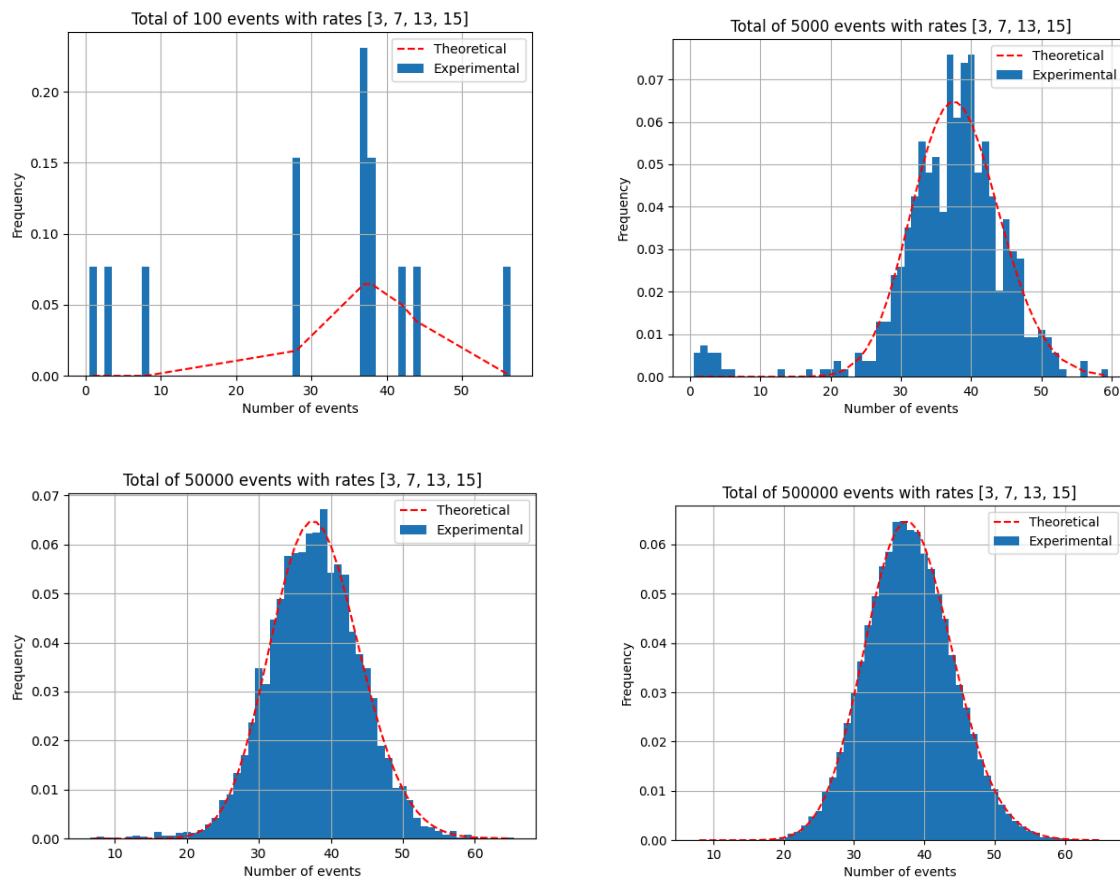 Total of 100 events with rates [3, 7, 13, 15]
Theoretical
Experimental
0.20
0.15
0.10
0.05
0.00
Frequency
0 10 20 30 40 50
Number of events
Total of 5000 events with rates [3, 7, 13, 15]
Theoretical
Experimental
0.07
0.06
0.05
0.04
0.03
0.02
0.01
0.00
Frequency
0 10 20 30 40 50 60
Number of events
Total of 50000 events with rates [3, 7, 13, 15]
Theoretical
Experimental
0.07
0.06
0.05
0.04
0.03
0.02
0.01
0.00
Frequency
10 20 30 40 50 60
Number of events
Total of 500000 events with rates [3, 7, 13, 15]
Theoretical
Experimental
0.06
0.05
0.04
0.03
0.02
0.01
0.00
Frequency
10 20 30 40 50 60
Number of events